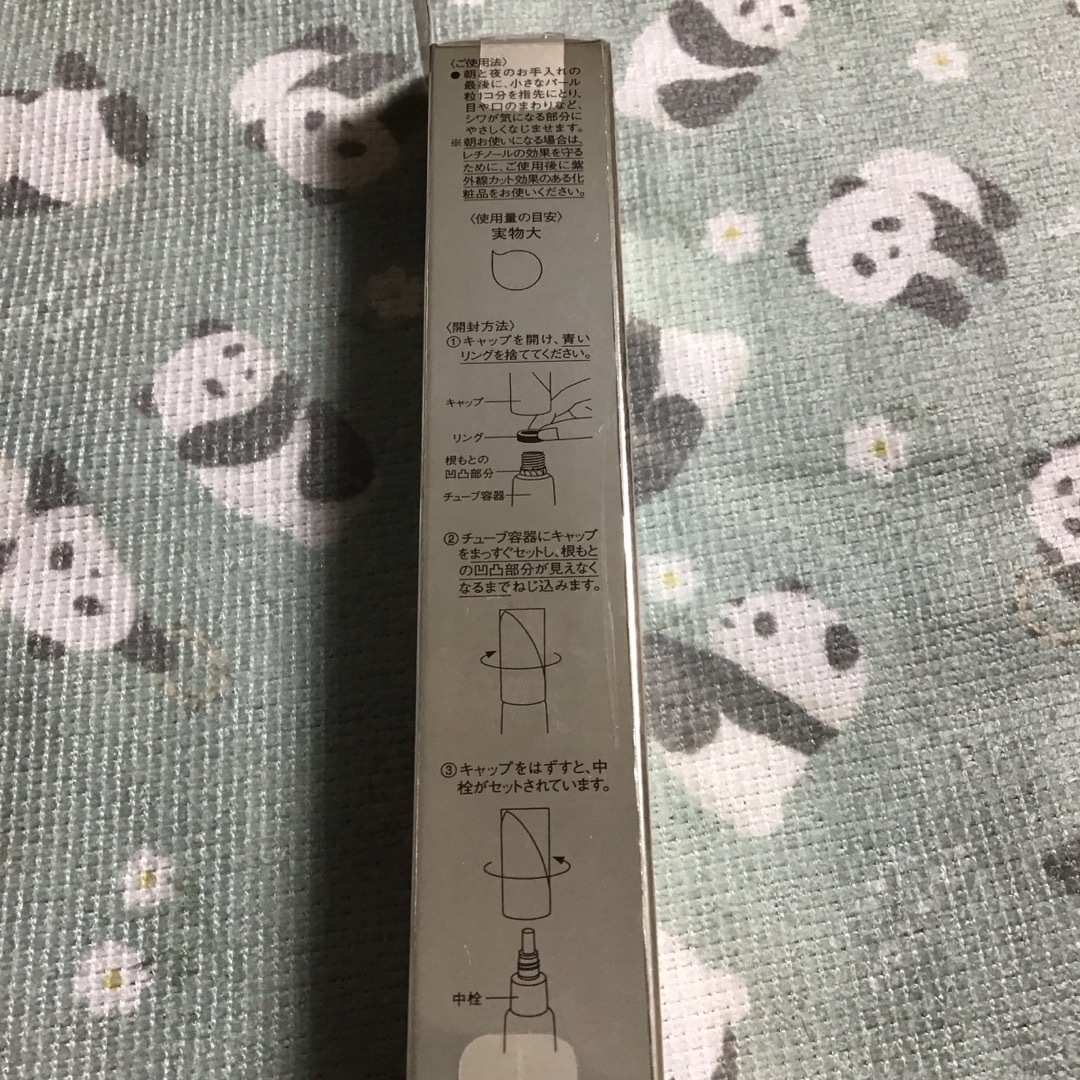 〈ご使用法〉
●朝と夜のお手入れの
最後に、小さなパール
粒1コ分を指先にとり、
目や口のまわりなど、
シワが気になる部分に
やさしくなじませます。
※朝お使いになる場合は、
レチノールの効果を守る
ために、ご使用後に紫
外線カット効果のある化
粧品をお使いください。
〈使用量の目安〉
実物大
〈開封方法〉
①キャップを開け、青い
リングを捨ててください。
キャップ
リング
根もとの
凹凸部分
チューブ容器
②チューブ容器にキャップ
をまっすぐセットし、根もと
の凹凸部分が見えなく
なるまでねじ込みます。
③キャップをはずすと、中
栓がセットされています。
中栓